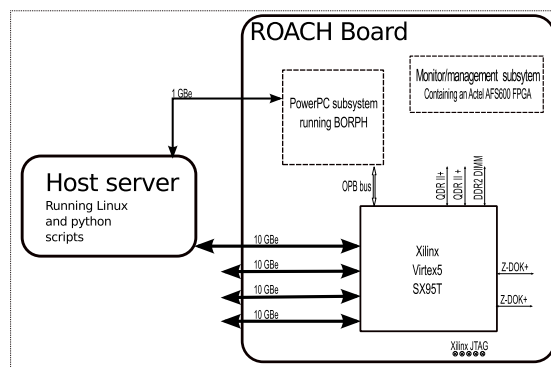 ROACH Board
Monitor/management subsytem
Containing an Actel AFS600 FPGA
1 GBe
PowerPC subsystem
running BORPH
Host server
Running Linux
and python
scripts
OPB bus
QDR II+
QDR II+
DDR2 DIMM
10 GBe
10 GBe
10 GBe
10 GBe
Xilinx
Virtex5
SX95T
Z-DOK+
Z-DOK+
Xilinx JTAG